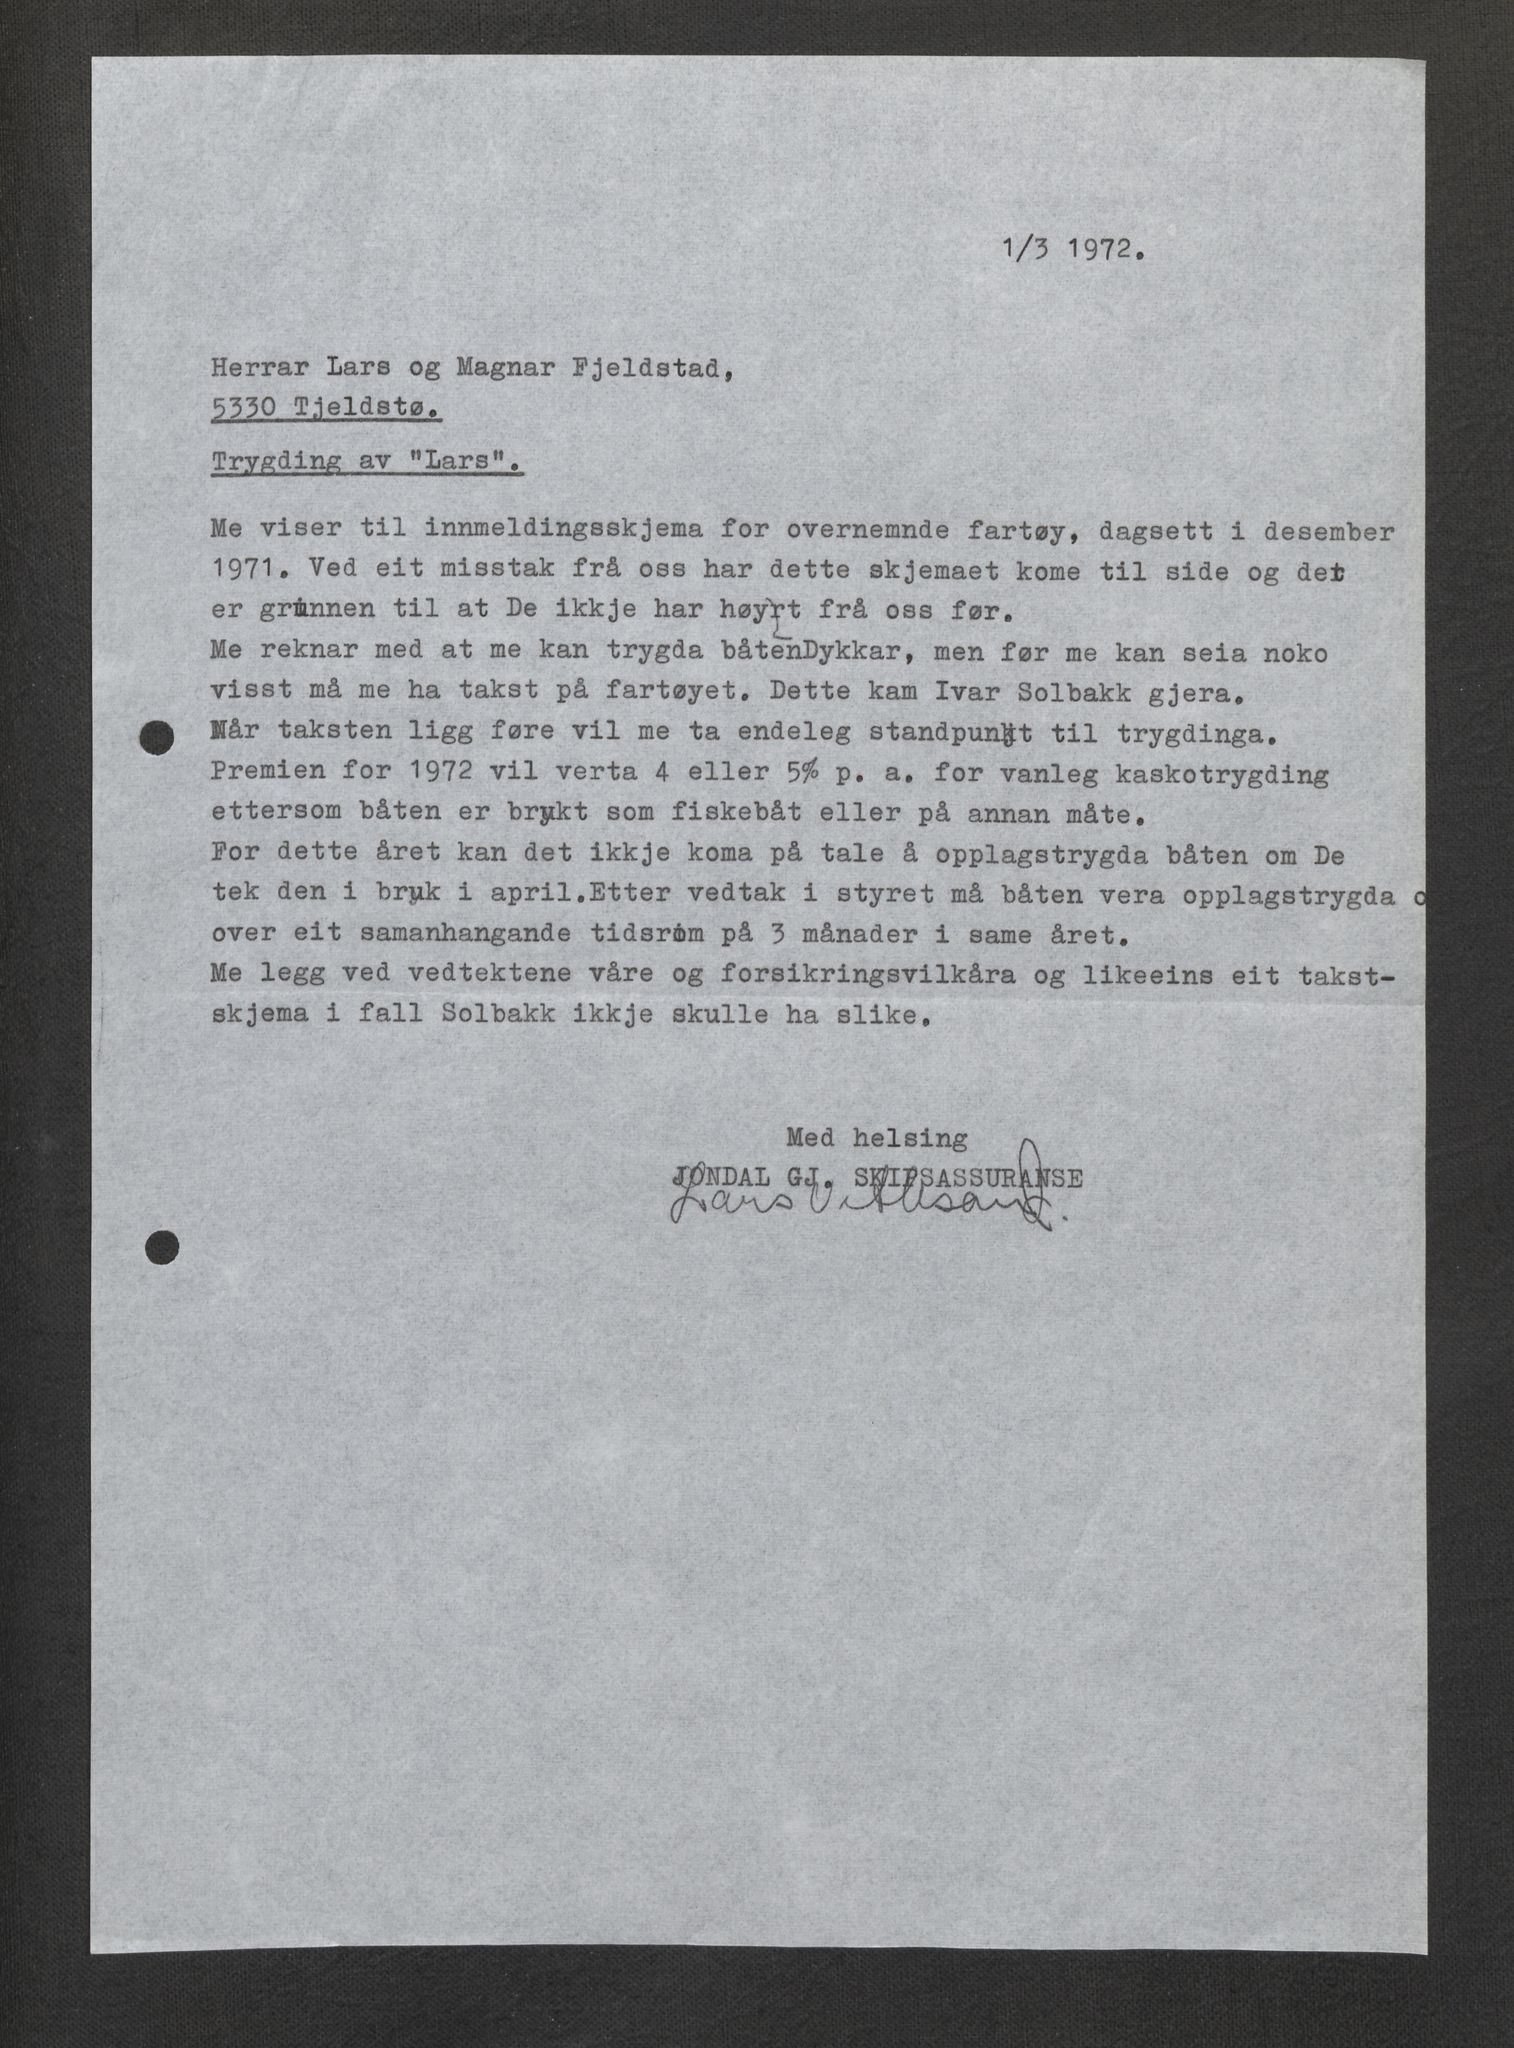 1/3 1972.
Herrar Lars og Magnar Fjeldstad,
5330 Tjeldstø.
Trygding av "Lars".
Me viser til innmeldingsskjema for overnemnde fartøy, dagsett i desember
1971. Ved eit misstak frå oss har dette skjemaet kome til side og det
er grunnen til at De ikkje har høyrt frå oss før.
Me reknar med at me kan trygda båtenDykkar, men før me kan seia noko
visst må me ha takst på fartøyet. Dette kam Ivar Solbakk gjera.
Når taksten ligg føre vil me ta endeleg standpunkt til trygdinga.
Premien for 1972 vil verta 4 eller 5% p. a. for vanleg kaskotrygding
ettersom båten er brukt som fiskebåt eller på annan måte.
For dette året kan det ikkje koma på tale å opplagstrygda båten om De
tek den i bruk i april.Etter vedtak i styret må båten vera opplagstrygda o
over eit samanhangande tidsrom på 3 månader i same året.
Me legg ved vedtektene våre og forsikringsvilkåra og likeeins eit takst-
skjema i fall Solbakk ikkje skulle ha slike.
Med helsing
JONDAL GJ. SKIPSASSURANSE
Lars